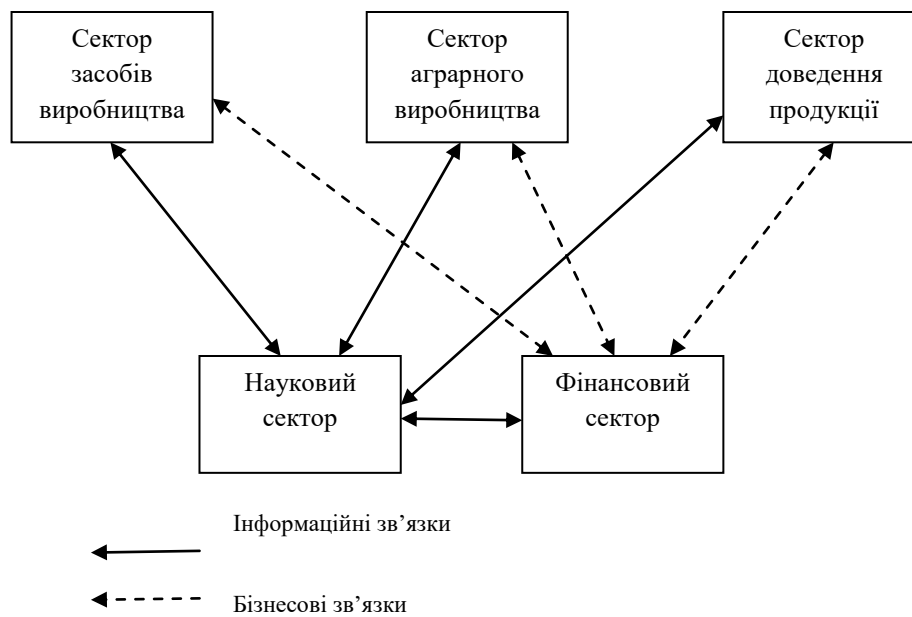 Сектор
засобів
виробництва
Сектор
аграрного
виробництва
Сектор
доведення
продукції
Науковий
сектор
Фінансовий
сектор
Інформаційні зв’язки
Бізнесові зв’язки